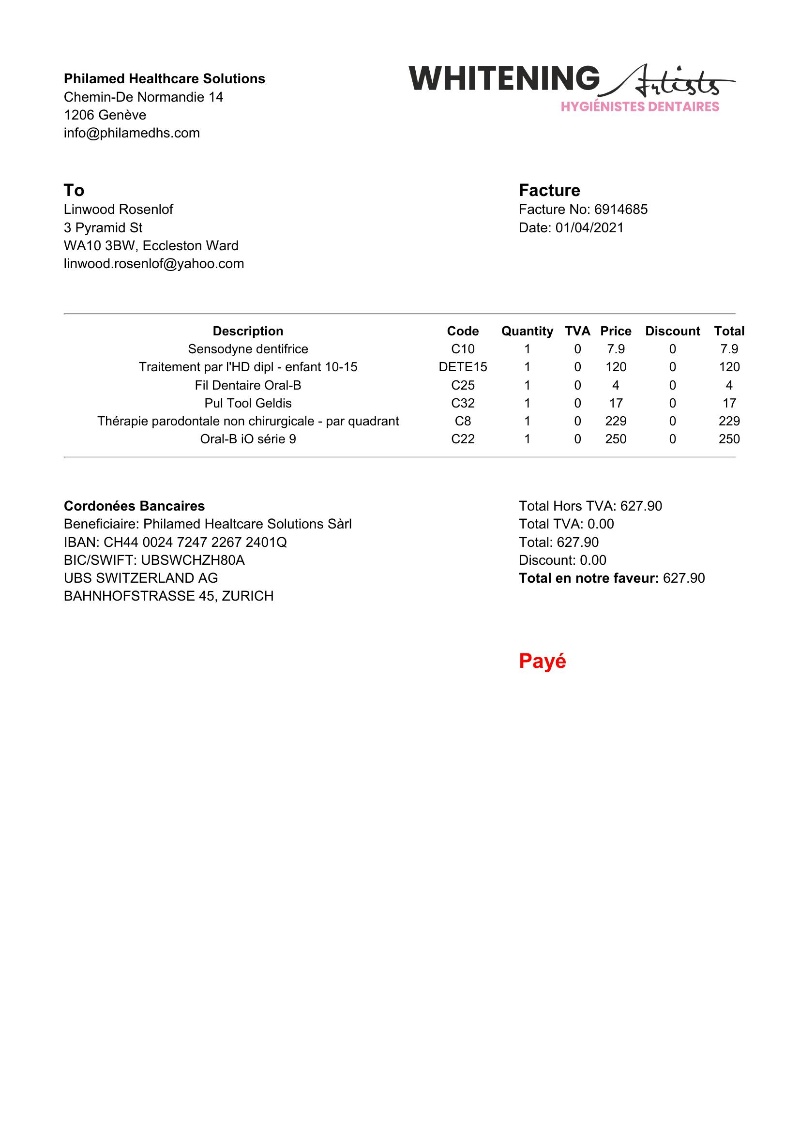 Philamed Healthcare Solutions
Chemin-De Normandie 14
1206 Genève
info@philamedhs.com
WHITENING Artists
HYGIÉNISTES DENTAIRES
To
Linwood Rosenlof
3 Pyramid St
WA10 3BW, Eccleston Ward
linwood.rosenlof@yahoo.com
Facture
Facture No: 6914685
Date: 01/04/2021
Description Code Quantity TVA Price Discount Total
Sensodyne dentifrice C10 1 0 7.9 0 7.9
Traitement par l'HD dipl - enfant 10-15 DETE15 1 0 120 0 120
Fil Dentaire Oral-B C25 1 0 4 0 4
Pul Tool Geldis C32 1 0 17 0 17
Thérapie parodontale non chirurgicale - par quadrant C8 1 0 229 0 229
Oral-B iO série 9 C22 1 0 250 0 250
Cordonées Bancaires
Beneficiaire: Philamed Healtcare Solutions Sàrl
IBAN: CH44 0024 7247 2267 2401Q
BIC/SWIFT: UBSWCHZH80A
UBS SWITZERLAND AG
BAHNHOFSTRASSE 45, ZURICH
Total Hors TVA: 627.90
Total TVA: 0.00
Total: 627.90
Discount: 0.00
Total en notre faveur: 627.90
Payé